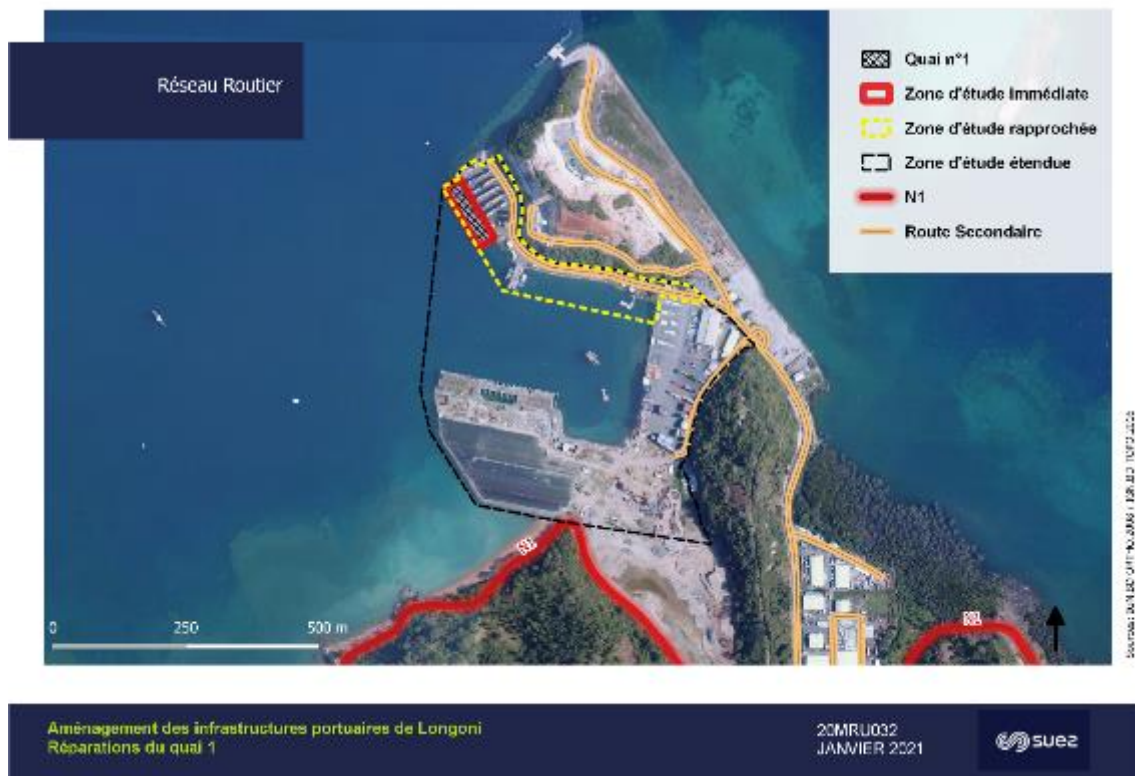 Réseau Routier
Quai n°1
Zone d'étude immédiate
Zone d'étude rapprochée
Zone d'étude étendue
N1
Route Secondaire
0 250 500 m
Aménagement des infrastructures portuaires de Longoni
Réparations du quai 1
20MRU032
JANVIER 2021
suez